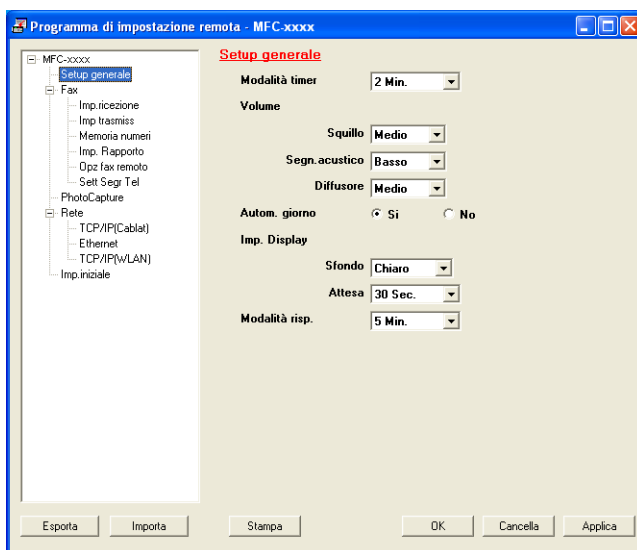 Programma di impostazione remota - MFC-xxxx
MFC-xxxx
Setup generale
Fax
Imp.ricezione
Imp trasmiss
Memoria numeri
Imp. Rapporto
Opz fax remoto
Sett Segr Tel
PhotoCapture
Rete
TCP/IP(Cablat)
Ethernet
TCP/IP(WLAN)
Imp.iniziale
Setup generale
Modalità timer 2 Min.
Volume
Squillo Medio
Segn.acustico Basso
Diffusore Medio
Autom. giorno Si No
Imp. Display
Sfondo Chiaro
Attesa 30 Sec.
Modalità risp. 5 Min.
Esporta Importa Stampa OK Cancella Applica